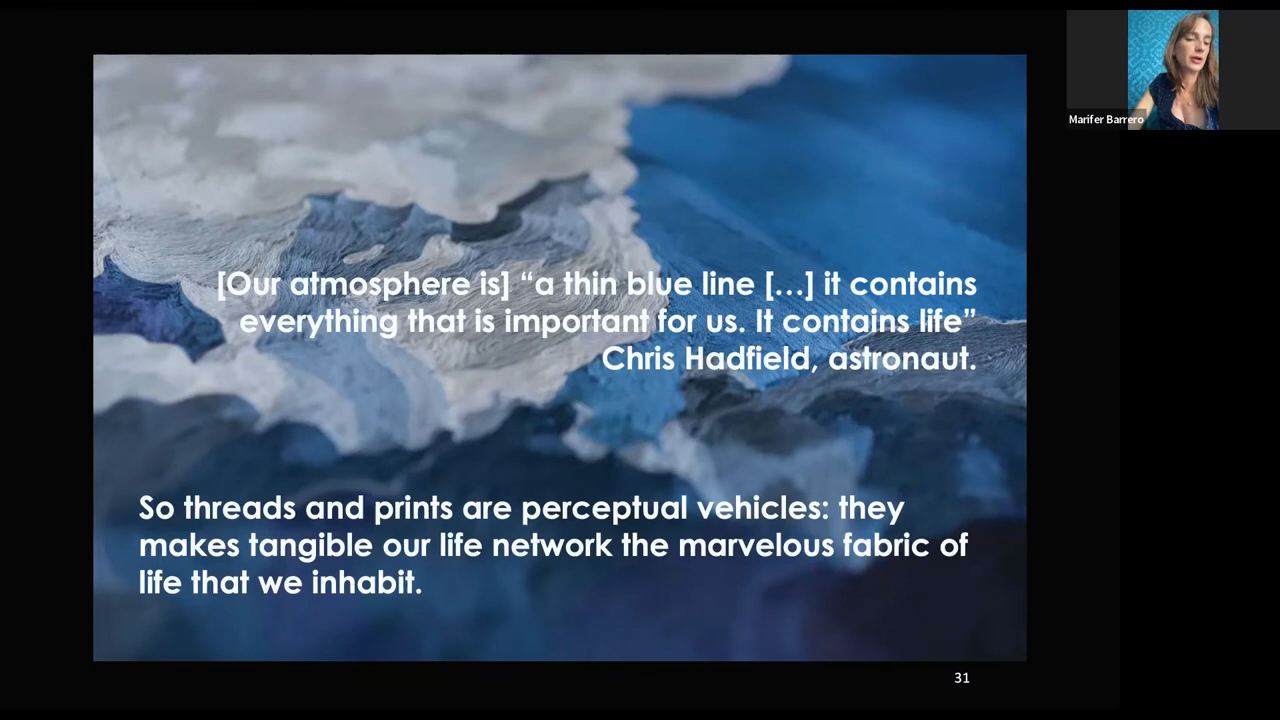 [Our atmosphere is] “a thin blue line […] it contains
everything that is important for us. It contains life”
Chris Hadfield, astronaut.
So threads and prints are perceptual vehicles: they
makes tangible our life network the marvelous fabric of
life that we inhabit.
31
Marifer Barrero